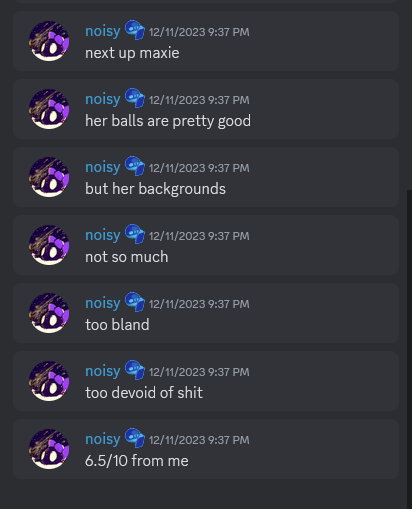 noisy 12/11/2023 9:37 PM
next up maxie
noisy 12/11/2023 9:37 PM
her balls are pretty good
noisy 12/11/2023 9:37 PM
but her backgrounds
noisy 12/11/2023 9:37 PM
not so much
noisy 12/11/2023 9:37 PM
too bland
noisy 12/11/2023 9:37 PM
too devoid of shit
noisy 12/11/2023 9:37 PM
6.5/10 from me